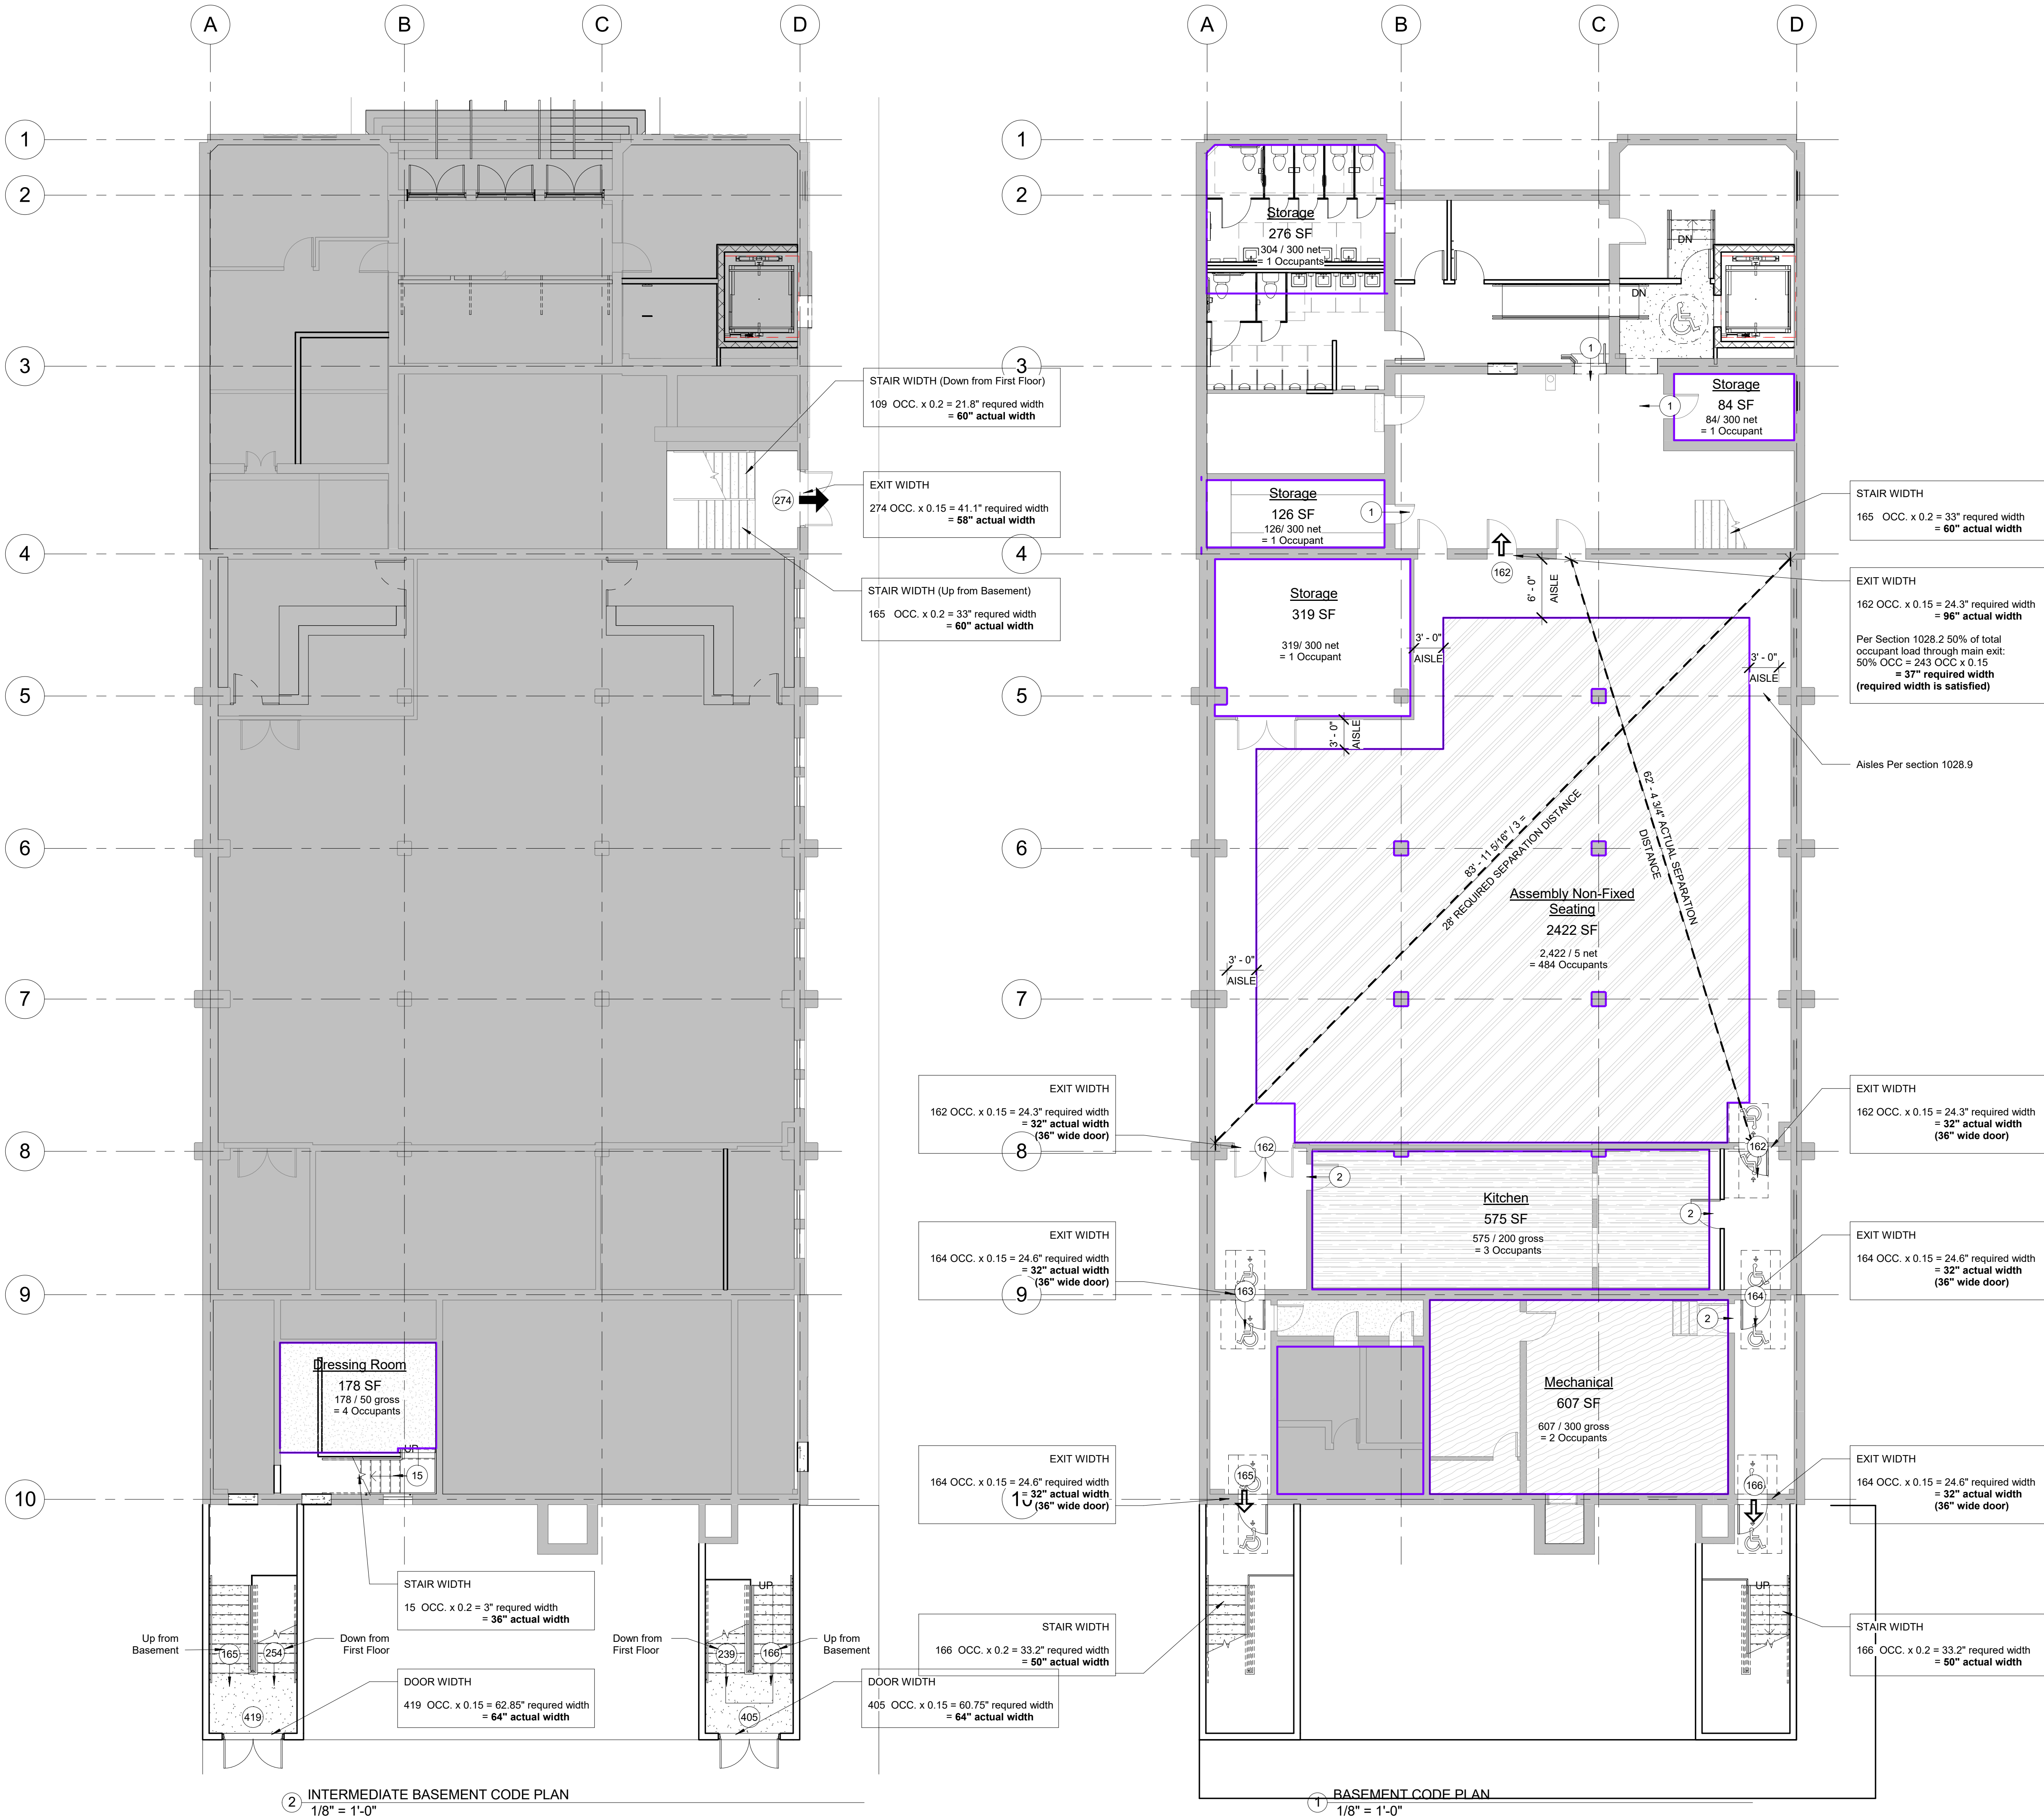 A
B
C
D
1
2
3
4
5
6
7
8
9
10
STAIR WIDTH (Down from First Floor)
109 OCC. x 0.2 = 21.8" requred width
= 60" actual width
EXIT WIDTH
274 OCC. x 0.15 = 41.1" required width
= 58" actual width
274
STAIR WIDTH (Up from Basement)
165 OCC. x 0.2 = 33" requred width
= 60" actual width
Dressing Room
178 SF
178 / 50 gross
= 4 Occupants
UP
15
STAIR WIDTH
15 OCC. x 0.2 = 3" requred width
= 36" actual width
Up from
Basement
165
254
Down from
First Floor
Down from
First Floor
239
166
UP
Up from
Basement
DOOR WIDTH
419 OCC. x 0.15 = 62.85" requred width
= 64" actual width
419
DOOR WIDTH
405 OCC. x 0.15 = 60.75" requred width
= 64" actual width
405
2
INTERMEDIATE BASEMENT CODE PLAN
1/8" = 1'-0"
A
B
C
D
1
2
3
4
5
6
7
8
9
10
Storage
276 SF
304 / 300 net
= 1 Occupants
DN
DN
1
Storage
84 SF
84/ 300 net
= 1 Occupant
1
Storage
126 SF
126/ 300 net
= 1 Occupant
1
STAIR WIDTH
165 OCC. x 0.2 = 33" requred width
= 60" actual width
162
6' - 0"
AISLE
EXIT WIDTH
162 OCC. x 0.15 = 24.3" required width
= 96" actual width
Per Section 1028.2 50% of total
occupant load through main exit:
50% OCC = 243 OCC x 0.15
= 37" required width
(required width is satisfied)
Storage
319 SF
319/ 300 net
= 1 Occupant
3' - 0"
AISLE
3' - 0"
AISLE
3' - 0"
AISLE
Aisles Per section 1028.9
83' - 11 5/16" / 3 =
28' REQUIRED SEPARATION DISTANCE
62' - 4 3/4" ACTUAL SEPARATION
DISTANCE
Assembly Non-Fixed
Seating
2422 SF
2,422 / 5 net
= 484 Occupants
3' - 0"
AISLE
EXIT WIDTH
162 OCC. x 0.15 = 24.3" required width
= 32" actual width
(36" wide door)
162
162
EXIT WIDTH
162 OCC. x 0.15 = 24.3" required width
= 32" actual width
(36" wide door)
2
Kitchen
575 SF
575 / 200 gross
= 3 Occupants
2
EXIT WIDTH
164 OCC. x 0.15 = 24.6" required width
= 32" actual width
(36" wide door)
163
164
EXIT WIDTH
164 OCC. x 0.15 = 24.6" required width
= 32" actual width
(36" wide door)
2
Mechanical
607 SF
607 / 300 gross
= 2 Occupants
EXIT WIDTH
164 OCC. x 0.15 = 24.6" required width
= 32" actual width
(36" wide door)
165
166
EXIT WIDTH
164 OCC. x 0.15 = 24.6" required width
= 32" actual width
(36" wide door)
STAIR WIDTH
166 OCC. x 0.2 = 33.2" requred width
= 50" actual width
UP
STAIR WIDTH
166 OCC. x 0.2 = 33.2" requred width
= 50" actual width
1
BASEMENT CODE PLAN
1/8" = 1'-0"